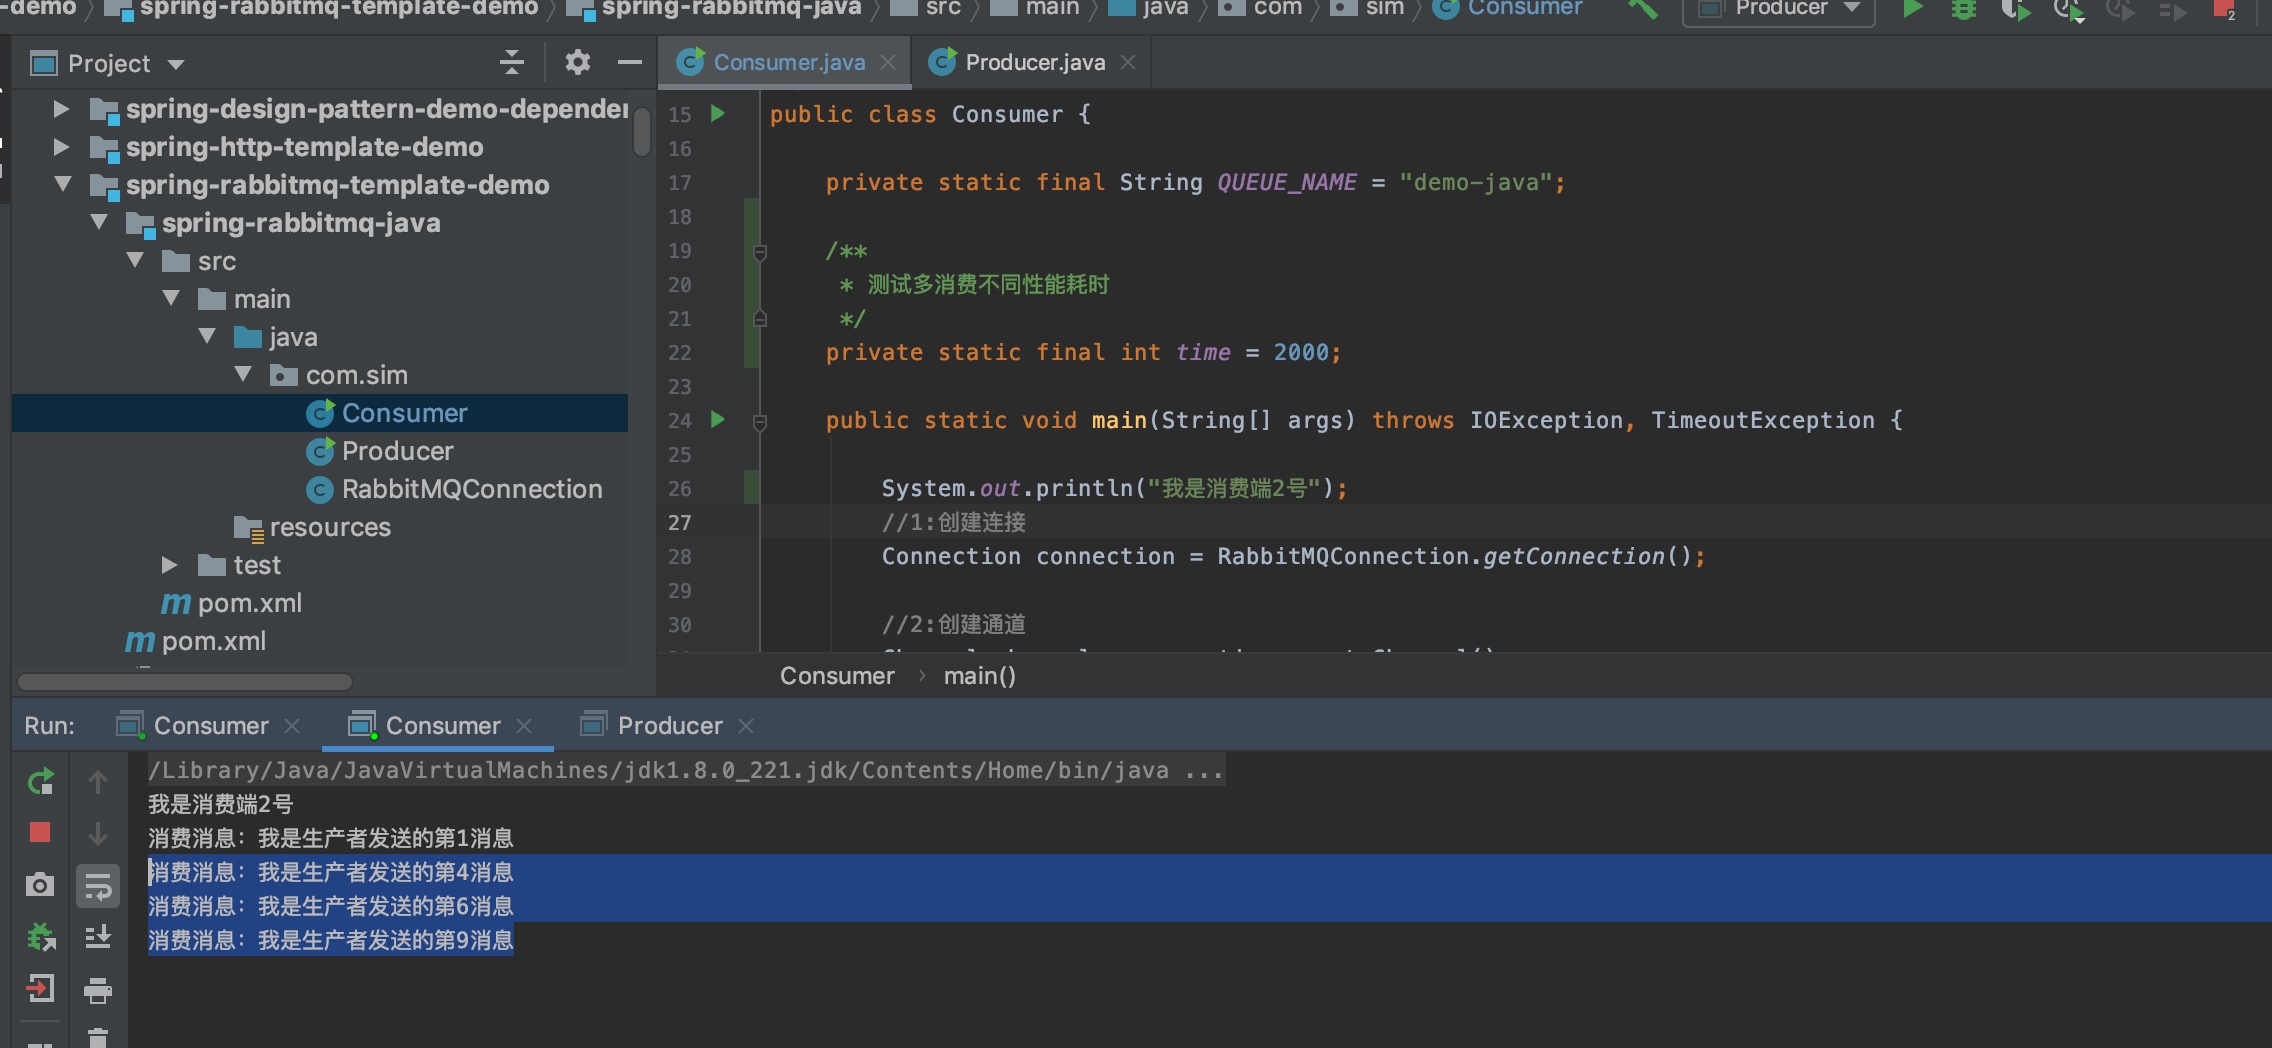 -demo spring-rabbitmq-template-demo spring-rabbitmq-java src main java com sim Consumer Producer 2
Project
Consumer.java Producer.java
spring-design-pattern-demo-depende
spring-http-template-demo
spring-rabbitmq-template-demo
spring-rabbitmq-java
src
main
java
com.sim
Consumer
Producer
RabbitMQConnection
resources
test
pom.xml
pom.xml
15 public class Consumer {
16
17 private static final String QUEUE_NAME = "demo-java";
18
19 /**
20 * 测试多消费不同性能耗时
21 */
22 private static final int time = 2000;
23
24 public static void main(String[] args) throws IOException, TimeoutException {
25
26 System.out.println("我是消费端2号");
27 //1:创建连接
28 Connection connection = RabbitMQConnection.getConnection();
29
30 //2:创建通道
Consumer › main()
Run: Consumer Consumer Producer
/Library/Java/JavaVirtualMachines/jdk1.8.0_221.jdk/Contents/Home/bin/java ...
我是消费端2号
消费消息：我是生产者发送的第1消息
消费消息：我是生产者发送的第4消息
消费消息：我是生产者发送的第6消息
消费消息：我是生产者发送的第9消息